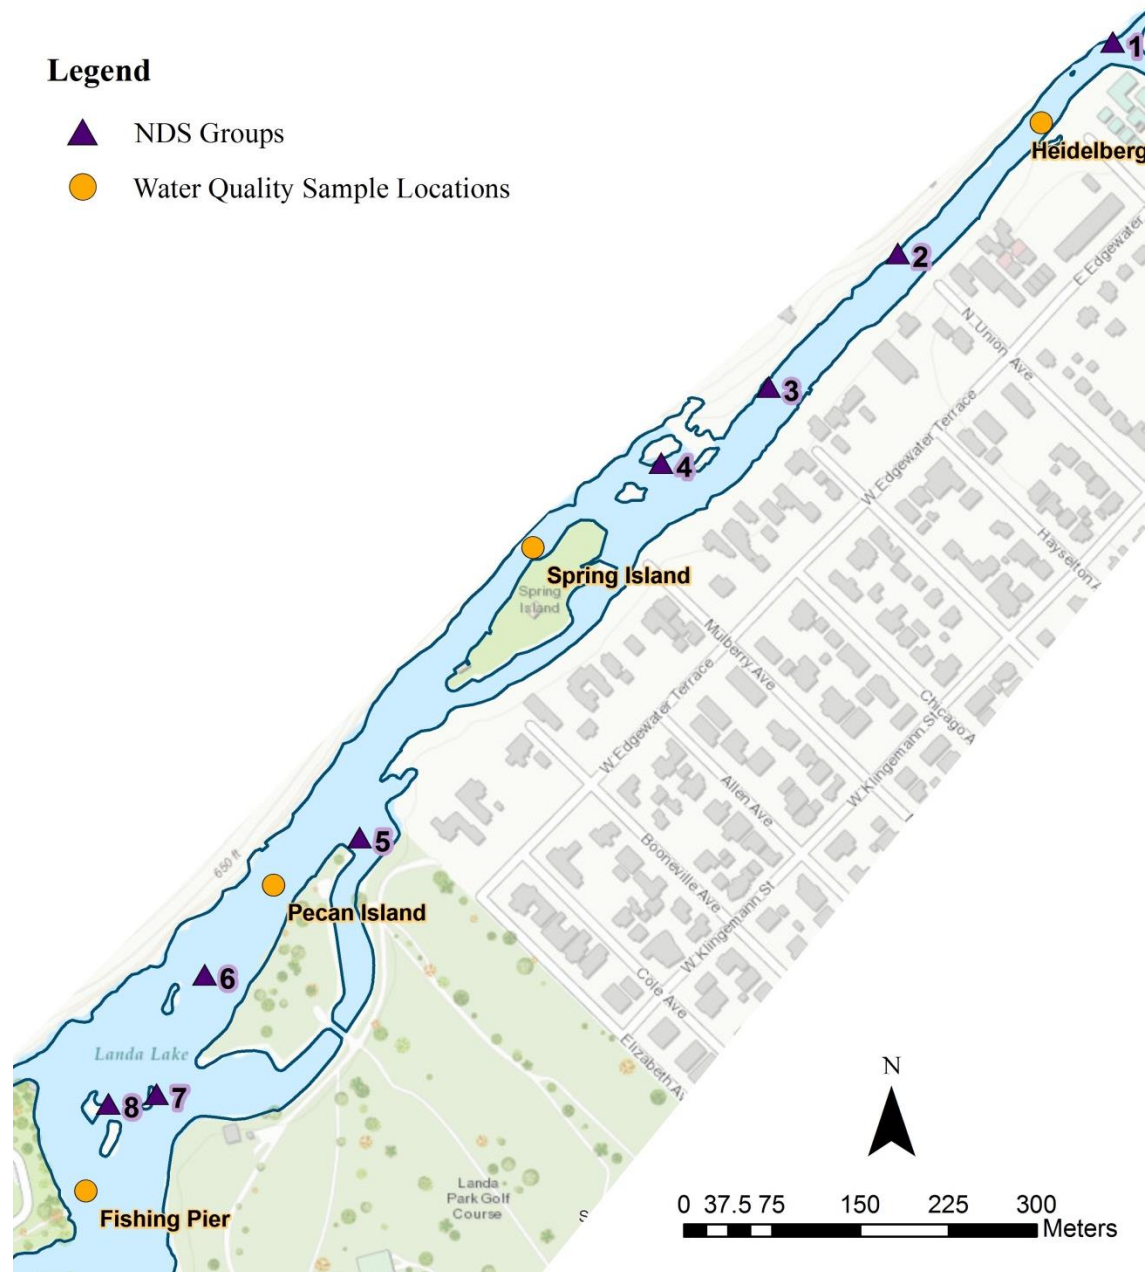 Legend
NDS Groups
Water Quality Sample Locations
1
Heidelberg
E Edgewater
2
N Union Ave
3
W Edgewater Terrace
4
Hayselton
Spring Island
Spring
Island
Mulberry Ave
W Edgewater Terrace
Chicago A
W Klingemann St
Allen Ave
5
Booneville Ave
650 ft
Pecan Island
W Klingemann St
6
Cole Ave
Elizabeth Av
Landa Lake
N
7
8
Landa
Park Golf
Course
S
Fishing Pier
0 37.5 75 150 225 300
Meters